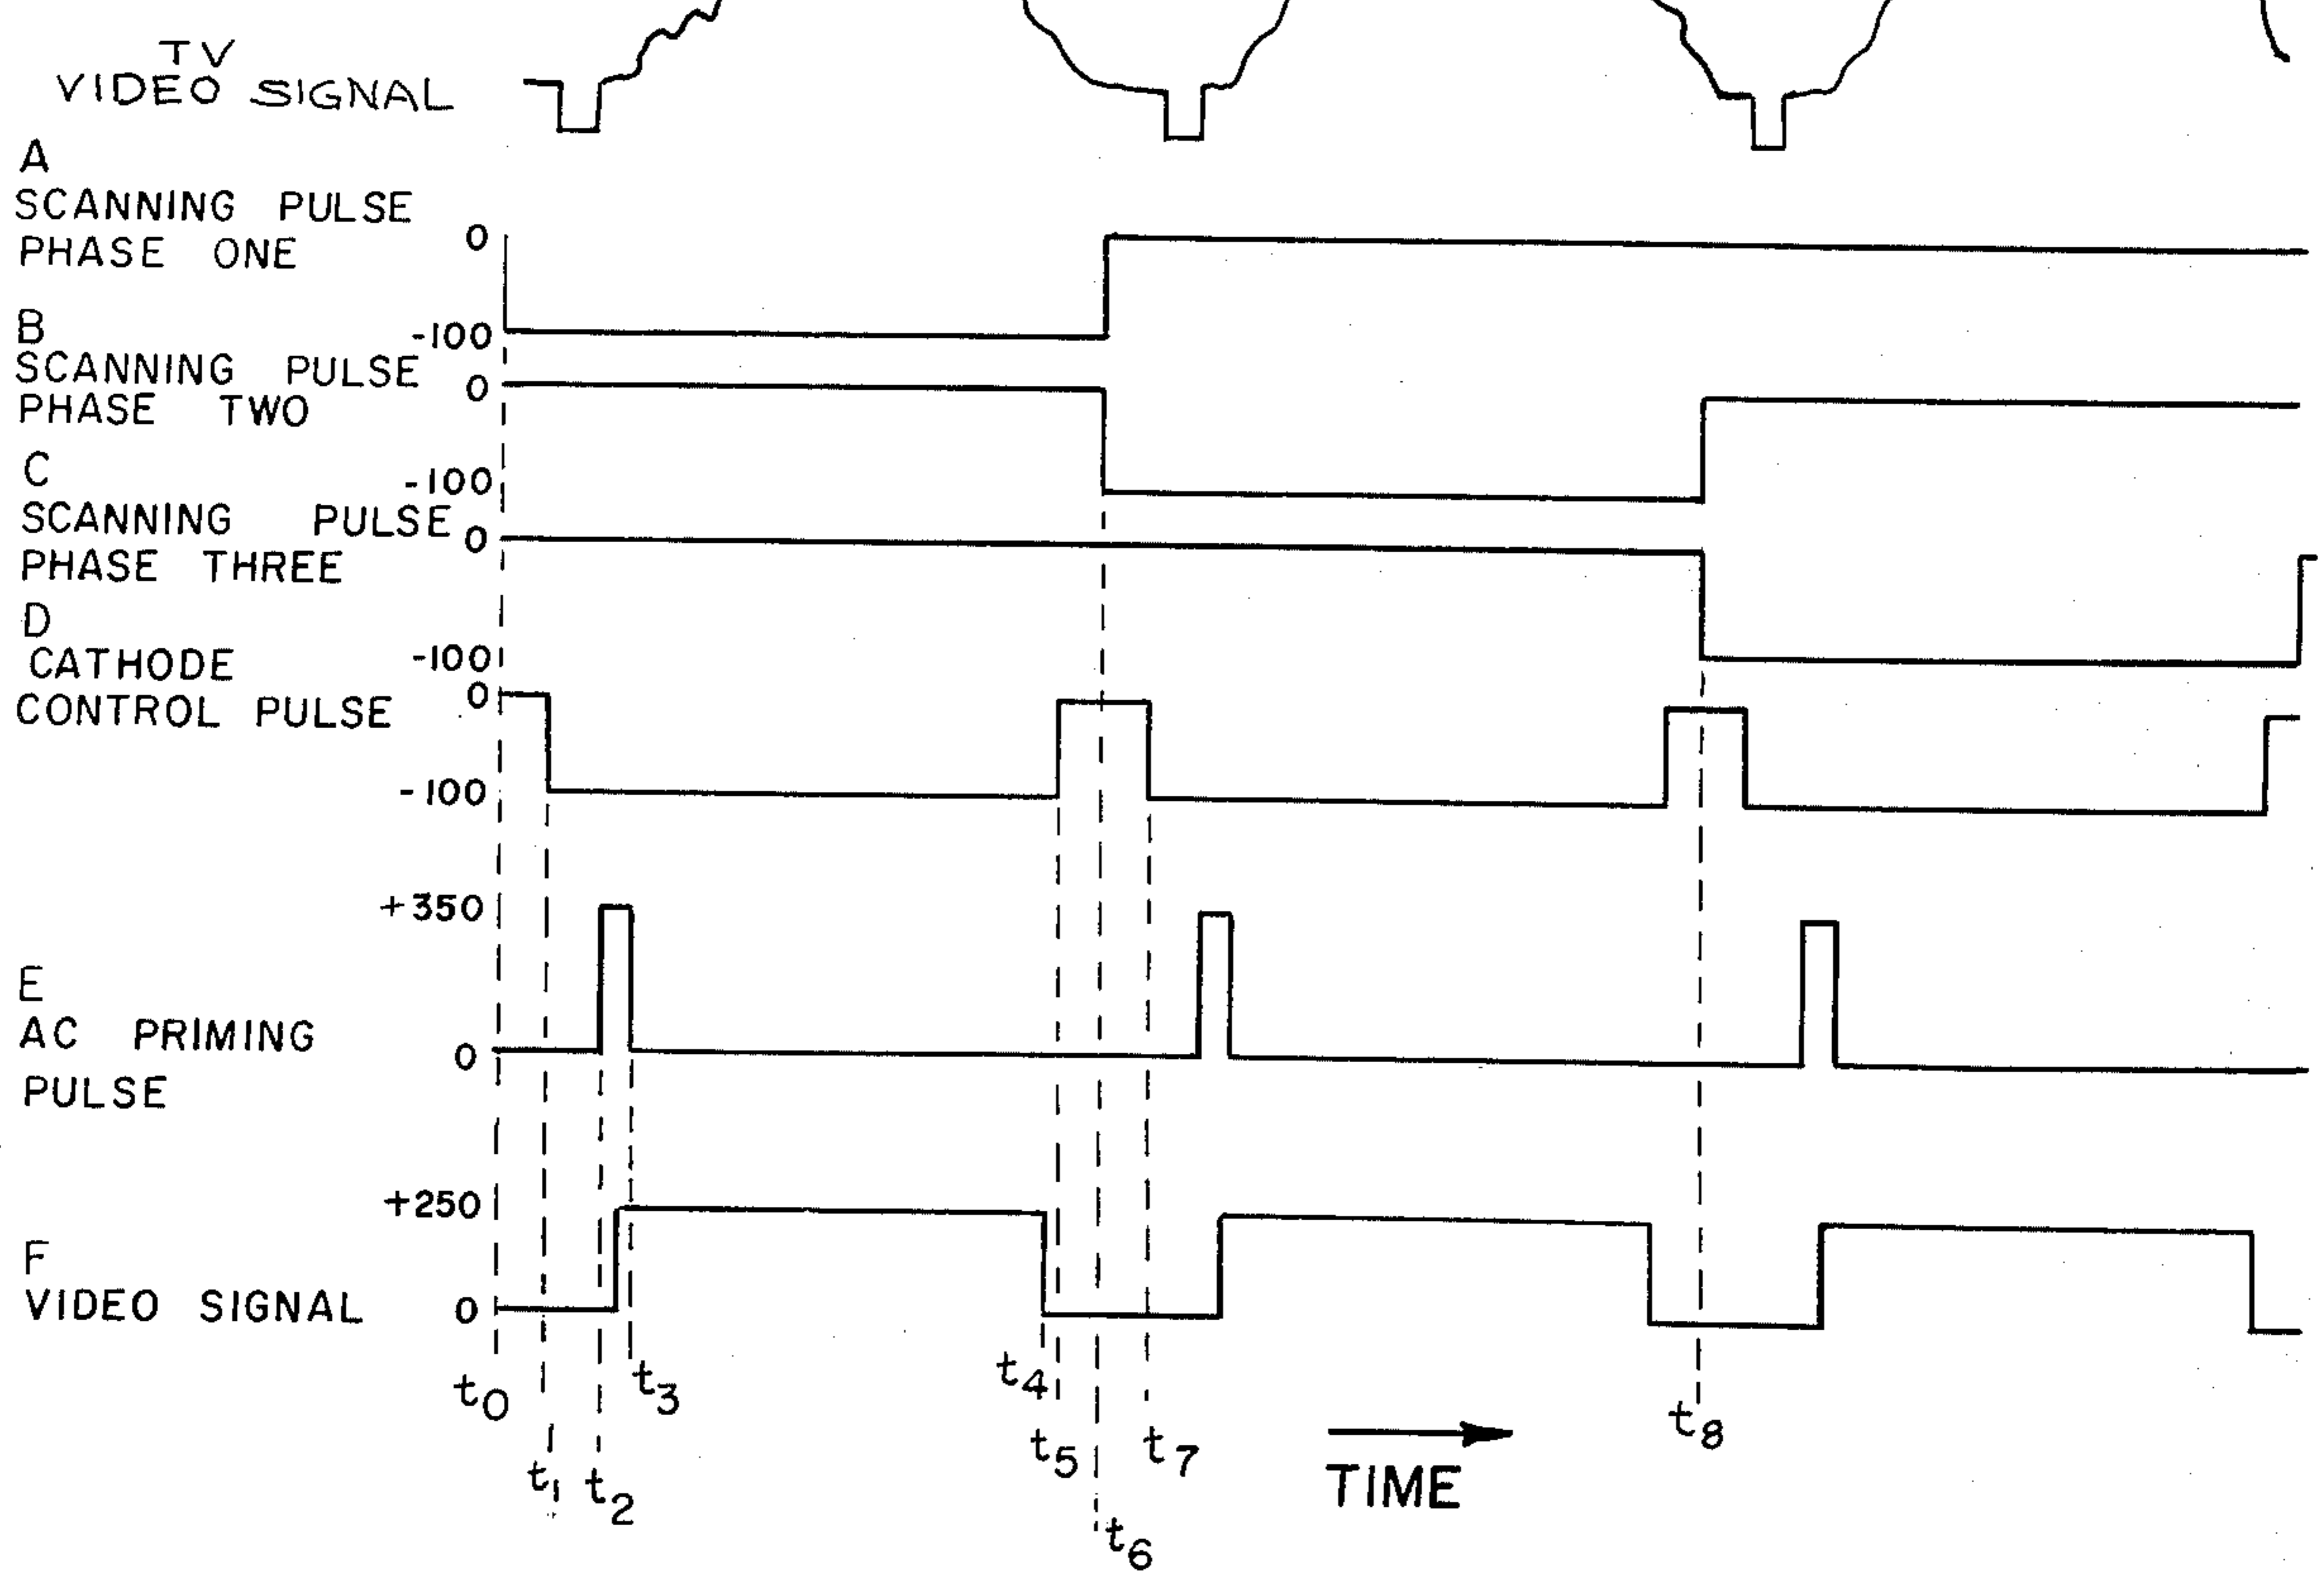 TV
VIDEO SIGNAL
A
SCANNING PULSE
PHASE ONE
0
-100
B
SCANNING PULSE
PHASE TWO
0
-100
C
SCANNING PULSE
PHASE THREE
0
-100
D
CATHODE
CONTROL PULSE
0
-100
E
AC PRIMING
PULSE
+350
0
F
VIDEO SIGNAL
+250
0
t0
t1
t2
t3
t4
t5
t6
t7
t8
TIME